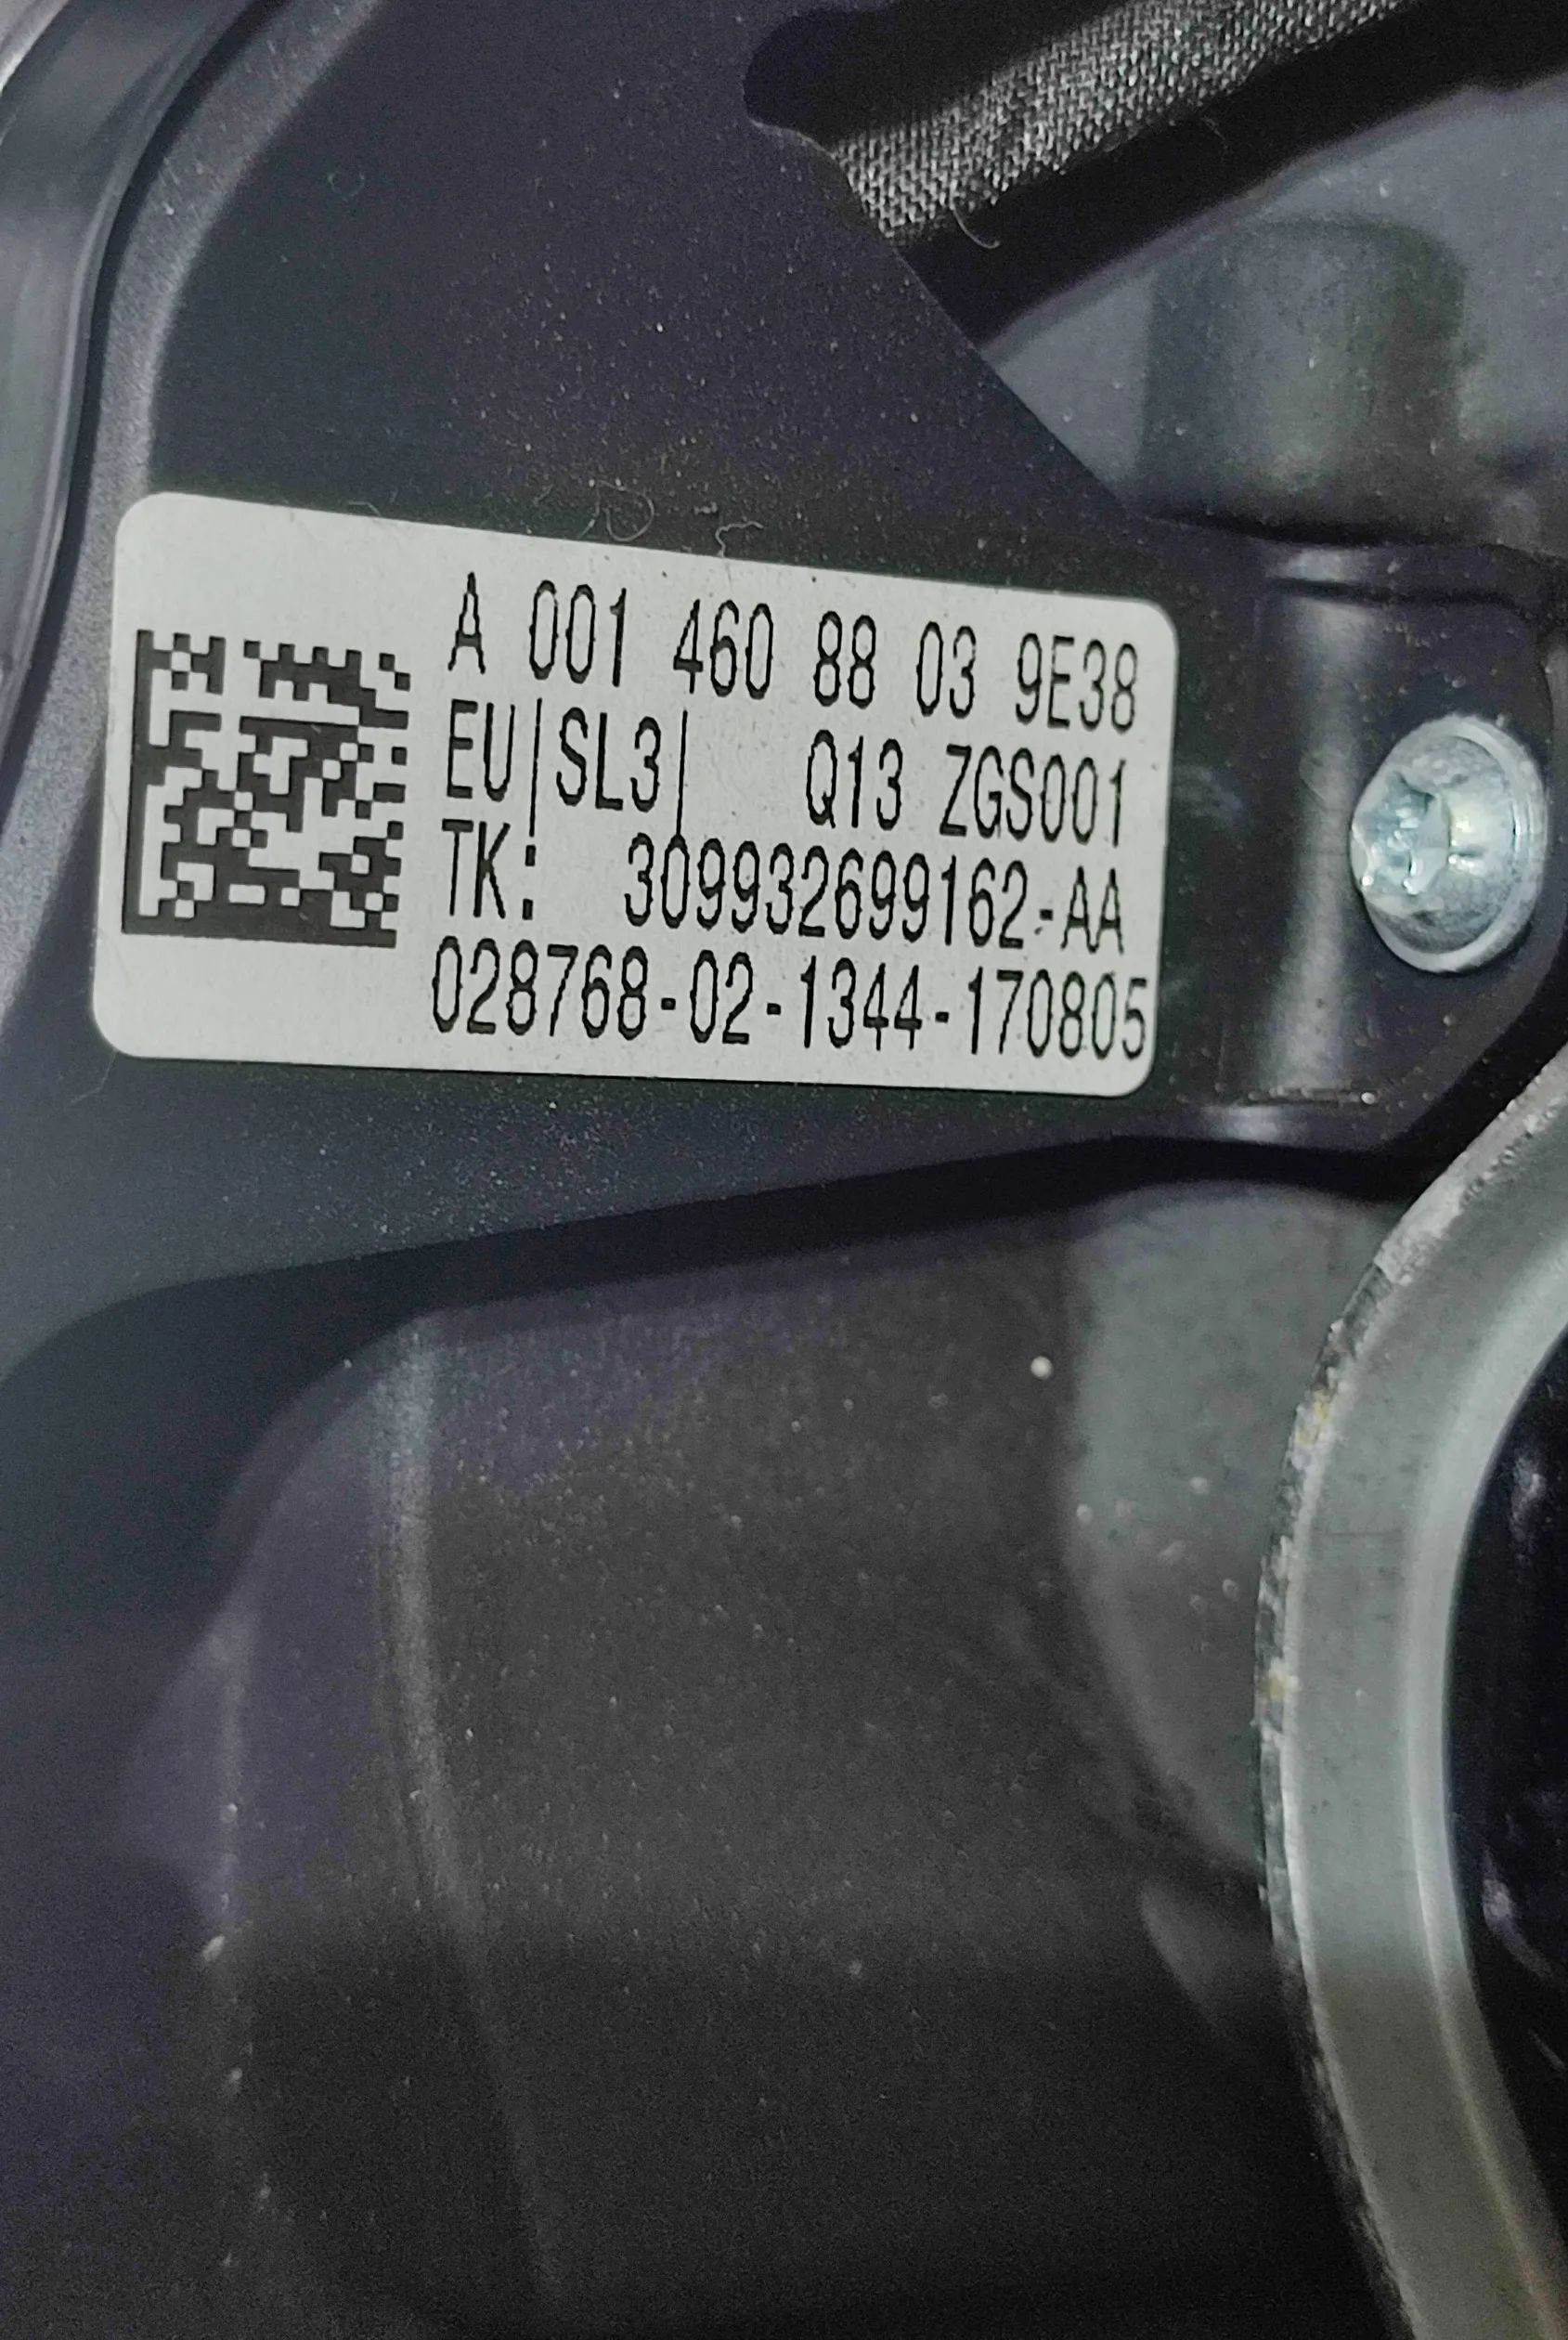 A 001 460 88 03 9E38
EU|SL3| Q13 ZGS001
TK: 309932699162-AA
028768-02-1344-170805